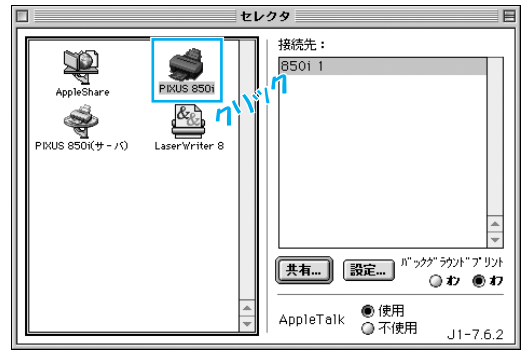 セレクタ
AppleShare
PIXUS 850i
PIXUS 850i(サーバ)
LaserWriter 8
クリック
接続先：
850i 1
共有...
設定...
バックグラウンドプリント
オン
オフ
AppleTalk
使用
不使用
J1-7.6.2